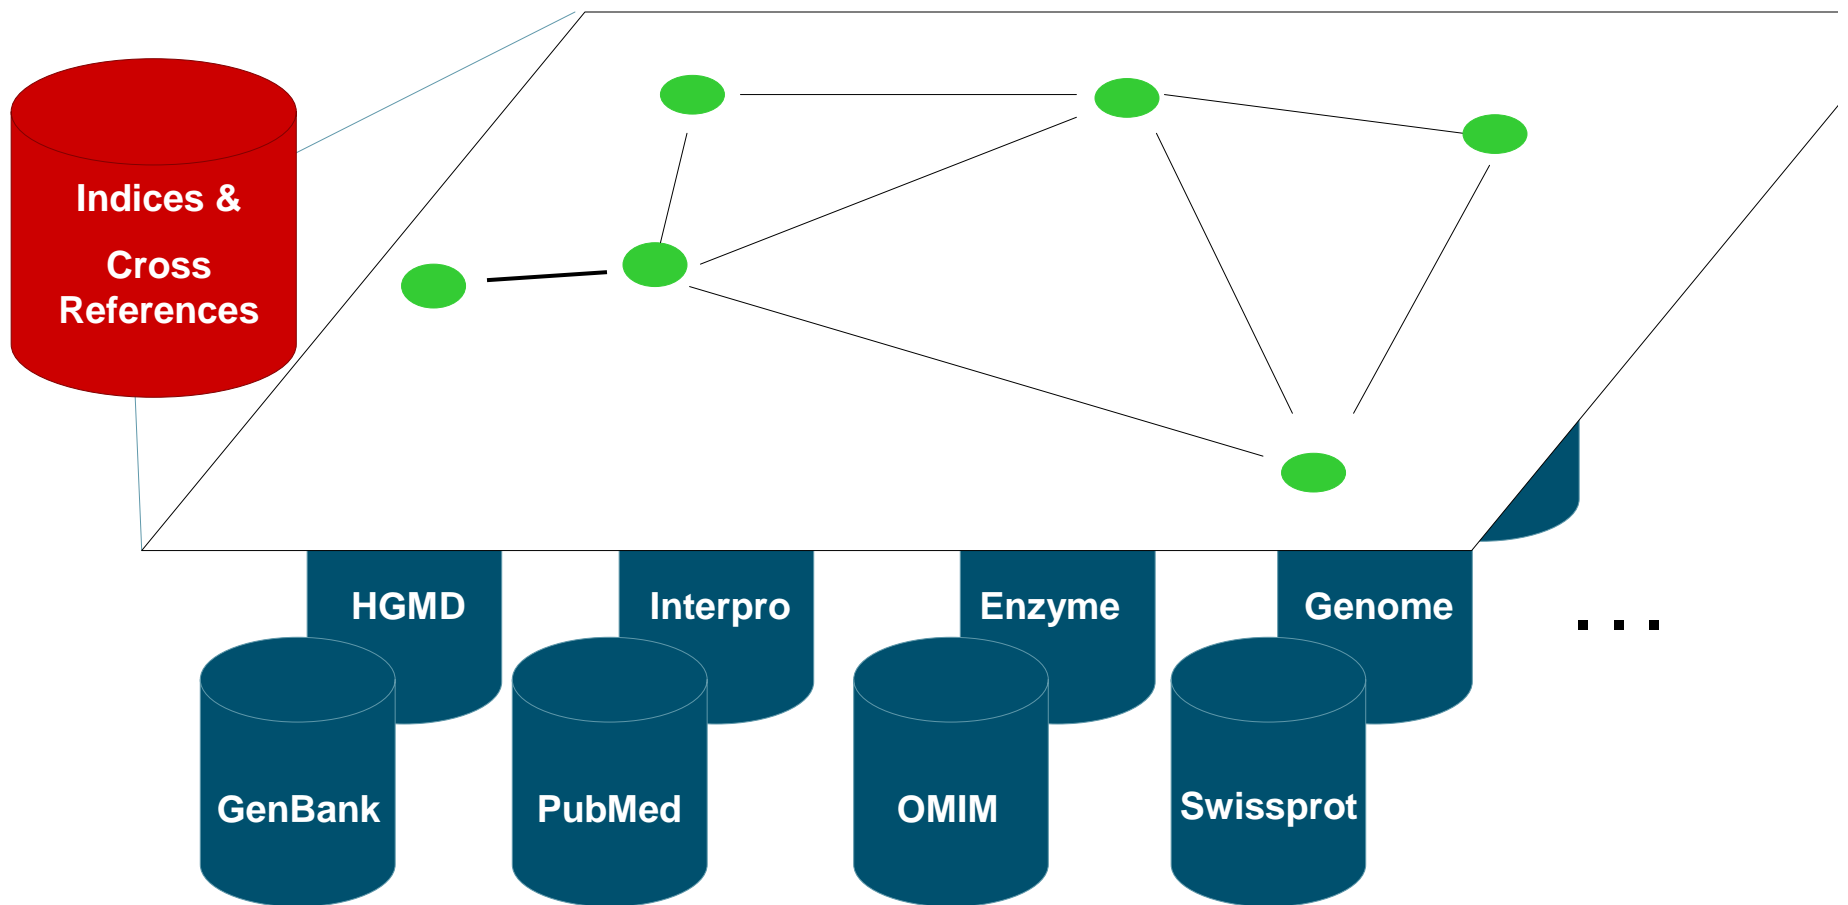 Indices &
Cross
References
HGMD
Interpro
Enzyme
Genome
. . .
GenBank
PubMed
OMIM
Swissprot